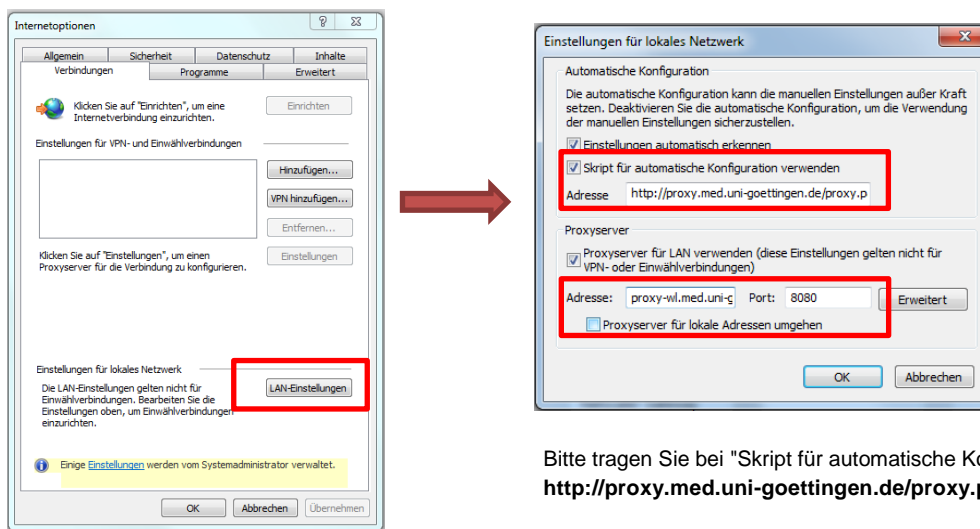 Internetoptionen
Allgemein Sicherheit Datenschutz Inhalte
Verbindungen Programme Erweitert
Klicken Sie auf "Einrichten", um eine
Internetverbindung einzurichten.
Einrichten
Einstellungen für VPN- und Einwählverbindungen
Hinzufügen...
VPN hinzufügen...
Entfernen...
Klicken Sie auf "Einstellungen", um einen
Proxyserver für die Verbindung zu konfigurieren.
Einstellungen
Einstellungen für lokales Netzwerk
Die LAN-Einstellungen gelten nicht für
Einwählverbindungen. Bearbeiten Sie die
Einstellungen oben, um Einwählverbindungen
einzurichten.
LAN-Einstellungen
Einige Einstellungen werden vom Systemadministrator verwaltet.
OK Abbrechen Übernehmen
Einstellungen für lokales Netzwerk
Automatische Konfiguration
Die automatische Konfiguration kann die manuellen Einstellungen außer Kraft
setzen. Deaktivieren Sie die automatische Konfiguration, um die Verwendung
der manuellen Einstellungen sicherzustellen.
Einstellungen automatisch erkennen
Skript für automatische Konfiguration verwenden
Adresse http://proxy.med.uni-goettingen.de/proxy.p
Proxyserver
Proxyserver für LAN verwenden (diese Einstellungen gelten nicht für
VPN- oder Einwählverbindungen)
Adresse: proxy-wl.med.uni-g Port: 8080 Erweitert
Proxyserver für lokale Adressen umgehen
OK Abbrechen
Bitte tragen Sie bei "Skript für automatische Ko
http://proxy.med.uni-goettingen.de/proxy.p